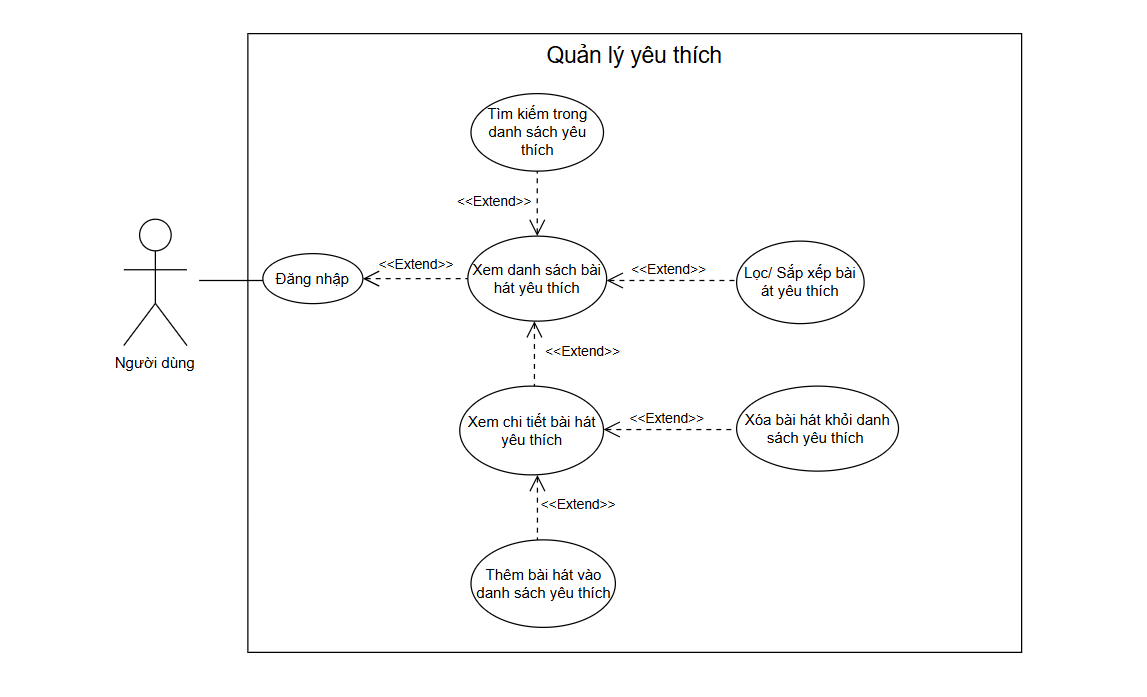 Quản lý yêu thích
Tìm kiếm trong
danh sách yêu
thích
<<Extend>>
Đăng nhập
<<Extend>>
Xem danh sách bài
hát yêu thích
<<Extend>>
Lọc/ Sắp xếp bài
át yêu thích
Người dùng
<<Extend>>
Xem chi tiết bài hát
yêu thích
<<Extend>>
Xóa bài hát khỏi danh
sách yêu thích
<<Extend>>
Thêm bài hát vào
danh sách yêu thích